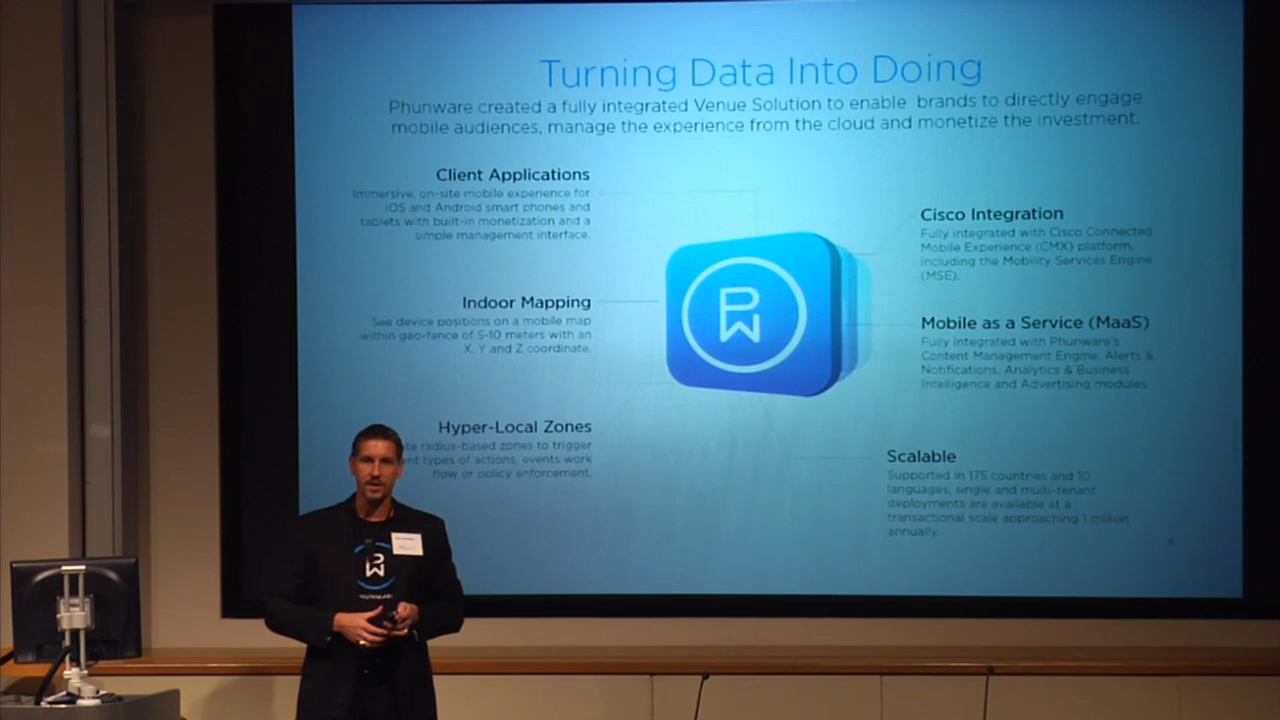 Turning Data Into Doing
Phunware created a fully integrated Venue Solution to enable brands to directly engage
mobile audiences, manage the experience from the cloud and monetize the investment.
Client Applications
Immersive, on-site mobile experience for
iOS and Android smart phones and
tablets with built-in monetization and a
simple management interface.
Indoor Mapping
See device positions on a mobile map
within geo-fence of 5-10 meters with an
X, Y and Z coordinate.
Hyper-Local Zones
radius-based zones to trigger
types of actions, events work
flow or policy enforcement.
Cisco Integration
Fully integrated with Cisco Connected
Mobile Experience (CMX) platform,
including the Mobility Services Engine
(MSE).
Mobile as a Service (MaaS)
Fully integrated with Phunware's
Content Management Engine, Alerts &
Notifications, Analytics & Business
Intelligence and Advertising modules.
Scalable
Supported in 175 countries and 10
languages, single and multi-tenant
deployments are available at a
transactional scale approaching 1 trillion
annually.
PW
PW